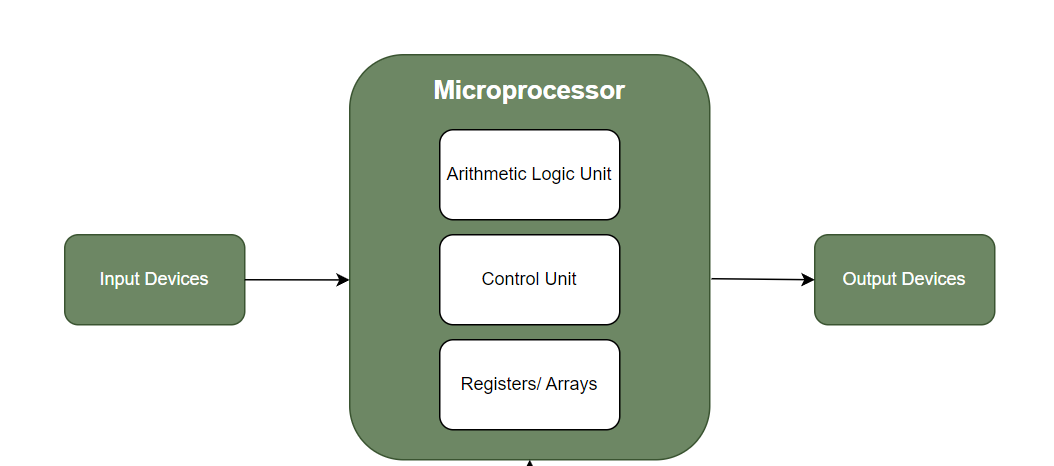 Microprocessor
Arithmetic Logic Unit
Input Devices
Control Unit
Output Devices
Registers/ Arrays